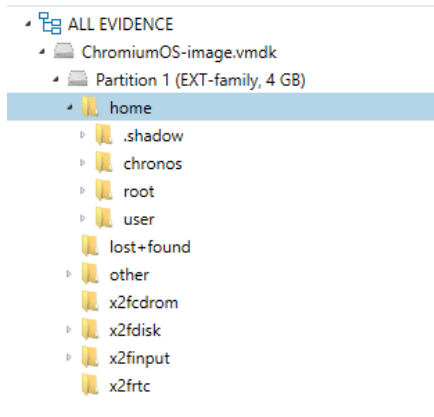 ALL EVIDENCE
ChromiumOS-image.vmdk
Partition 1 (EXT-family, 4 GB)
home
.shadow
chronos
root
user
lost+found
other
x2fcdrom
x2fdisk
x2finput
x2frtc